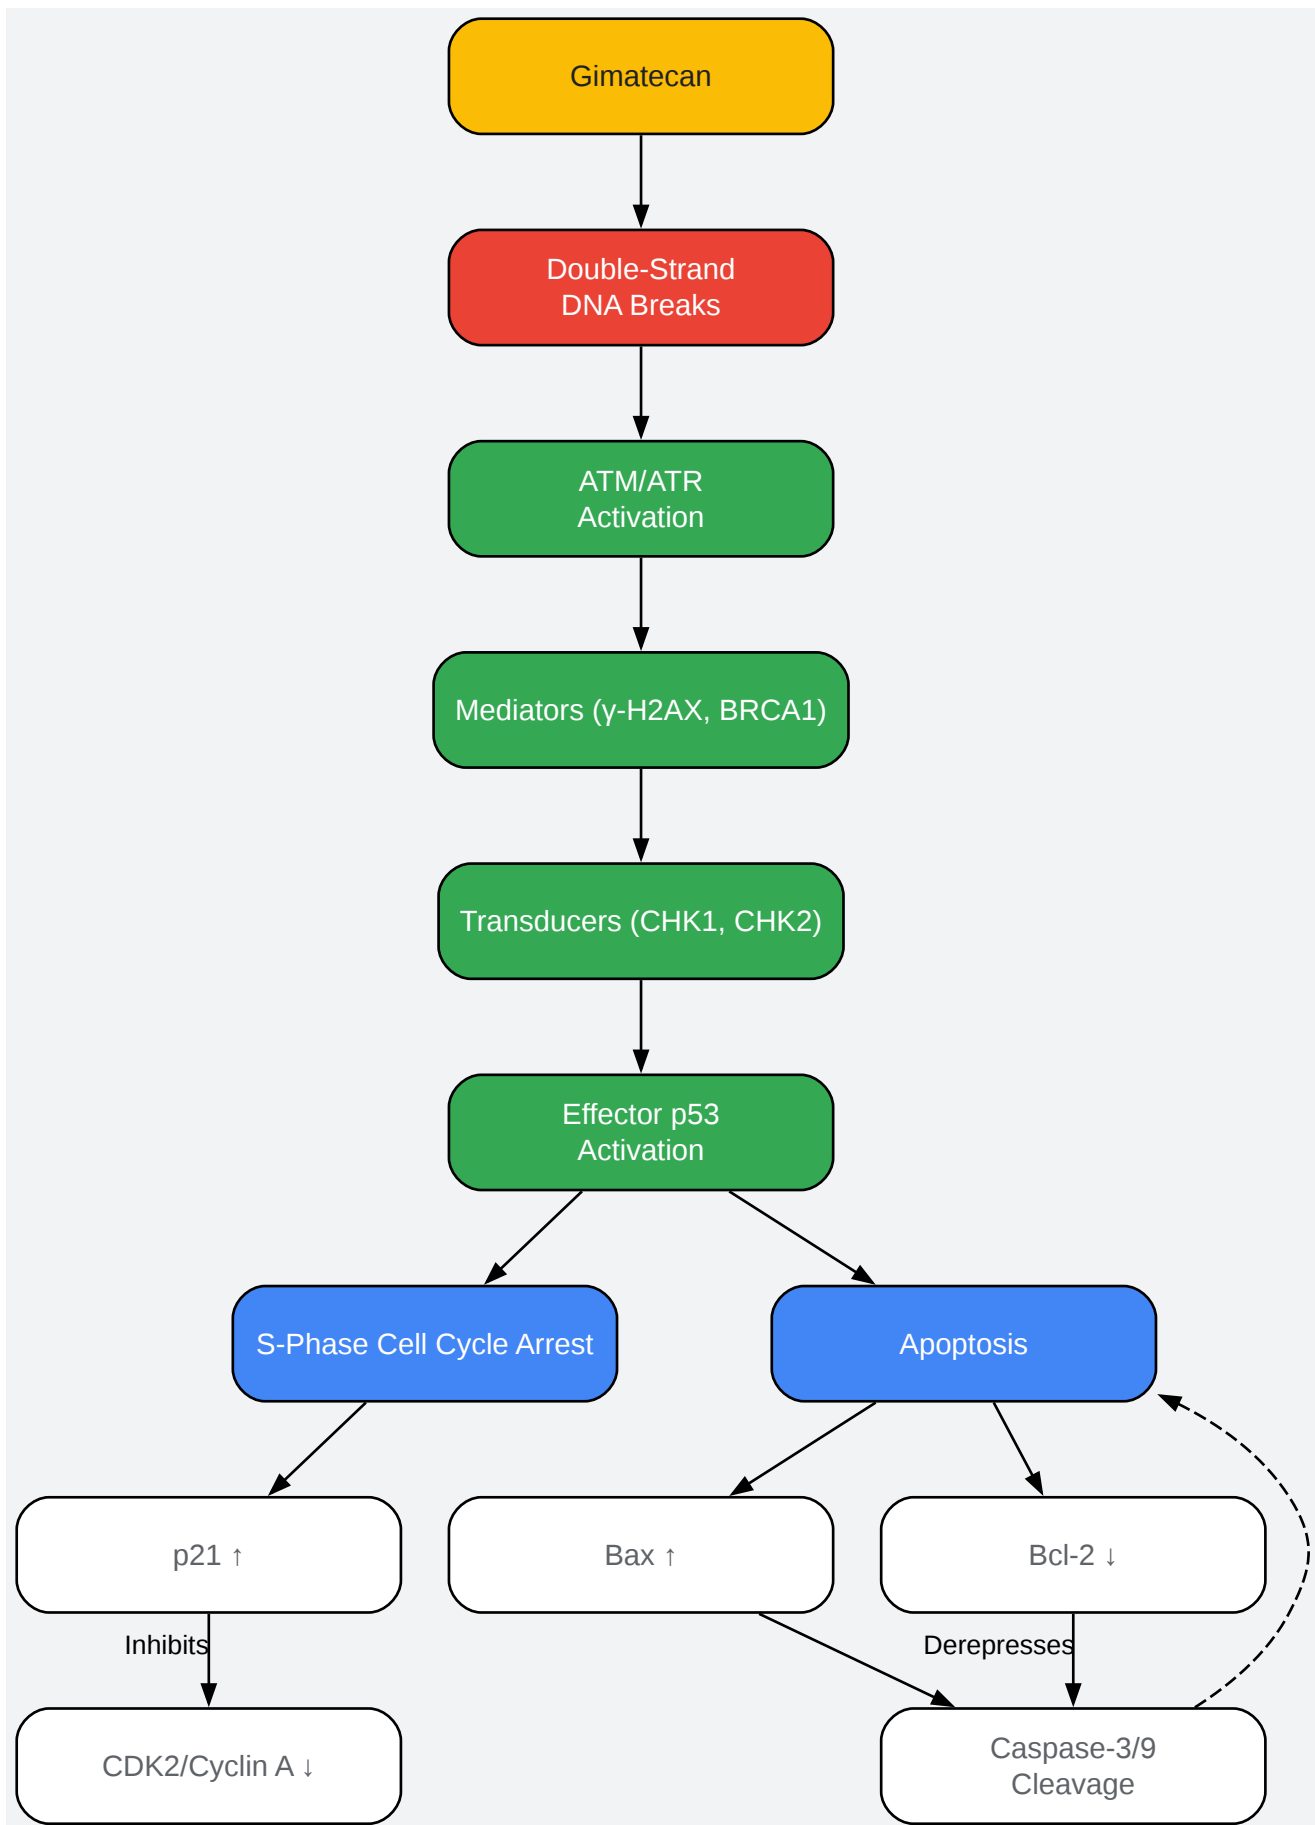 Gimatecan
Double-Strand
DNA Breaks
ATM/ATR
Activation
Mediators (γ-H2AX, BRCA1)
Transducers (CHK1, CHK2)
Effector p53
Activation
S-Phase Cell Cycle Arrest
Apoptosis
p21 ↑
Bax ↑
Bcl-2 ↓
Inhibits
Derepresses
CDK2/Cyclin A ↓
Caspase-3/9
Cleavage